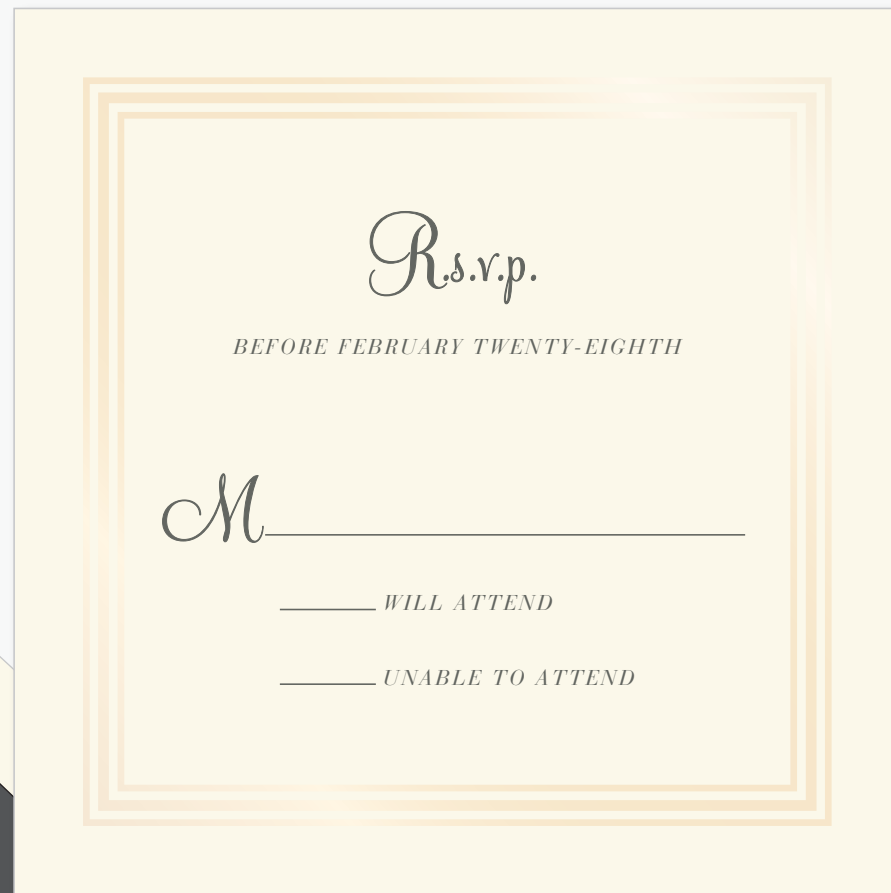 R.s.v.p.
BEFORE FEBRUARY TWENTY-EIGHTH
M
WILL ATTEND
UNABLE TO ATTEND